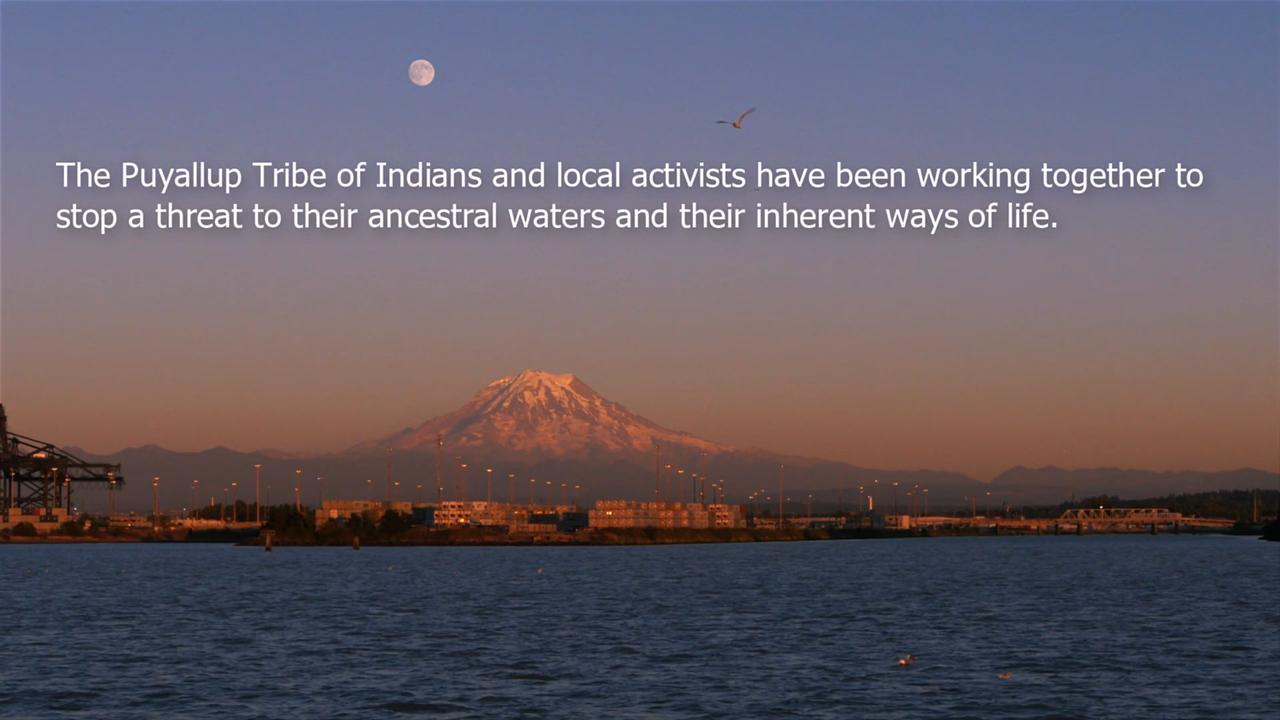 The Puyallup Tribe of Indians and local activists have been working together to
stop a threat to their ancestral waters and their inherent ways of life.